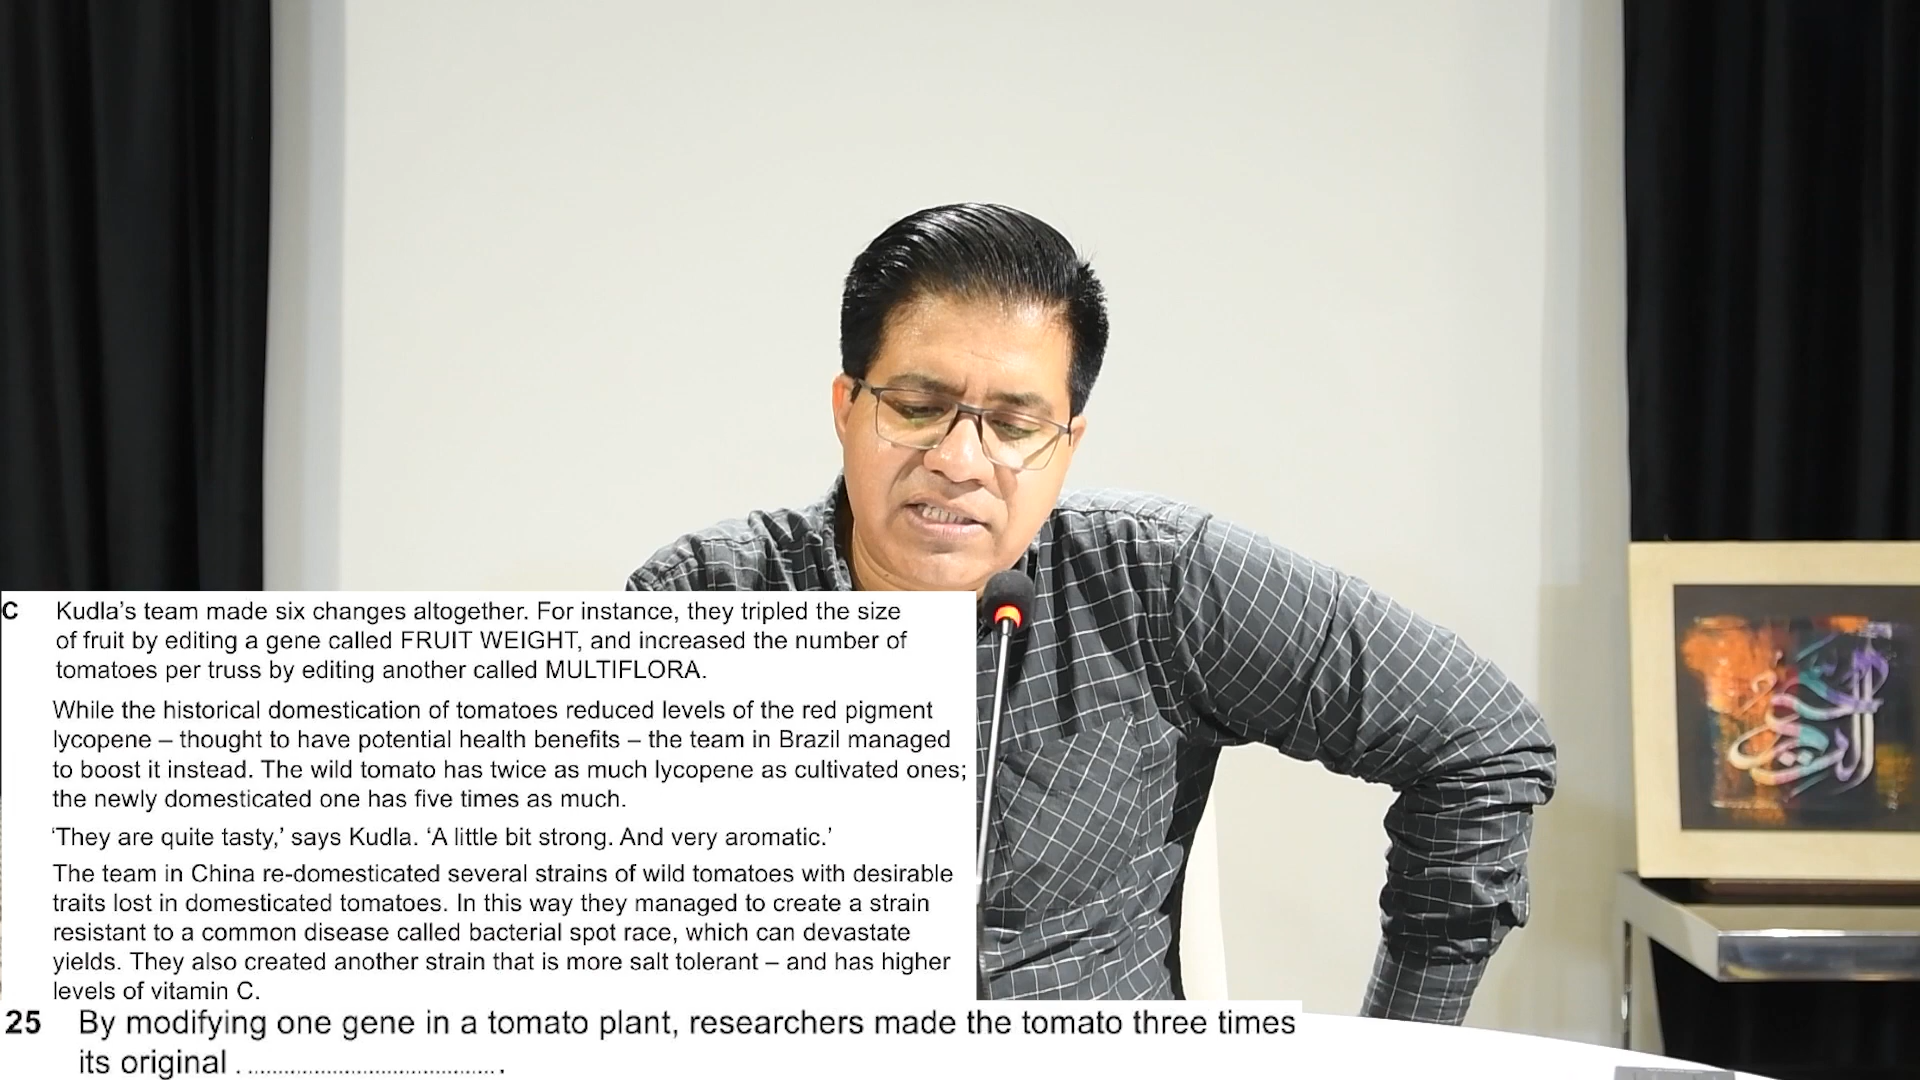 C Kudla's team made six changes altogether. For instance, they tripled the size
of fruit by editing a gene called FRUIT WEIGHT, and increased the number of
tomatoes per truss by editing another called MULTIFLORA.
While the historical domestication of tomatoes reduced levels of the red pigment
lycopene – thought to have potential health benefits – the team in Brazil managed
to boost it instead. The wild tomato has twice as much lycopene as cultivated ones;
the newly domesticated one has five times as much.
'They are quite tasty,' says Kudla. 'A little bit strong. And very aromatic.'
The team in China re-domesticated several strains of wild tomatoes with desirable
traits lost in domesticated tomatoes. In this way they managed to create a strain
resistant to a common disease called bacterial spot race, which can devastate
yields. They also created another strain that is more salt tolerant – and has higher
levels of vitamin C.
25 By modifying one gene in a tomato plant, researchers made the tomato three times
its original . ........................................ .